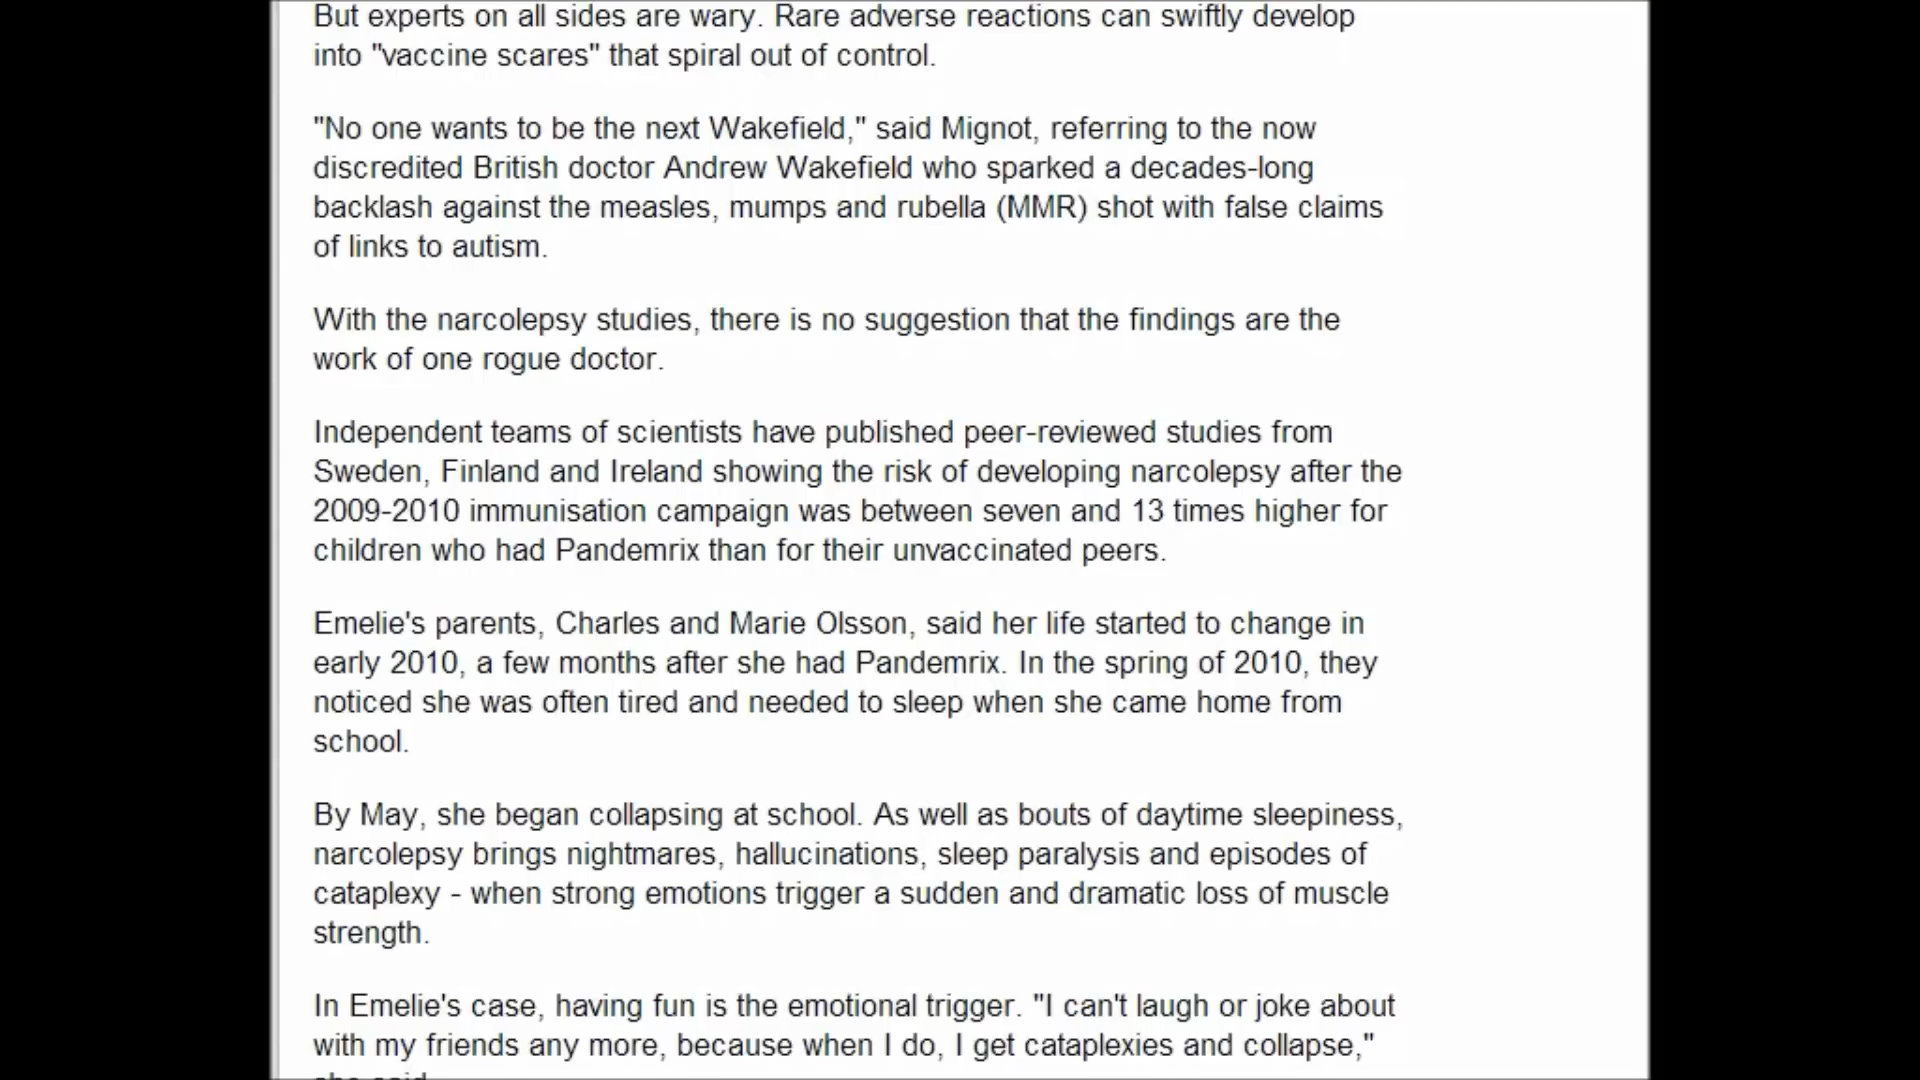 But experts on all sides are wary. Rare adverse reactions can swiftly develop
into "vaccine scares" that spiral out of control.
"No one wants to be the next Wakefield," said Mignot, referring to the now
discredited British doctor Andrew Wakefield who sparked a decades-long
backlash against the measles, mumps and rubella (MMR) shot with false claims
of links to autism.
With the narcolepsy studies, there is no suggestion that the findings are the
work of one rogue doctor.
Independent teams of scientists have published peer-reviewed studies from
Sweden, Finland and Ireland showing the risk of developing narcolepsy after the
2009-2010 immunisation campaign was between seven and 13 times higher for
children who had Pandemrix than for their unvaccinated peers.
Emelie's parents, Charles and Marie Olsson, said her life started to change in
early 2010, a few months after she had Pandemrix. In the spring of 2010, they
noticed she was often tired and needed to sleep when she came home from
school.
By May, she began collapsing at school. As well as bouts of daytime sleepiness,
narcolepsy brings nightmares, hallucinations, sleep paralysis and episodes of
cataplexy - when strong emotions trigger a sudden and dramatic loss of muscle
strength.
In Emelie's case, having fun is the emotional trigger. "I can't laugh or joke about
with my friends any more, because when I do, I get cataplexies and collapse,"
she said